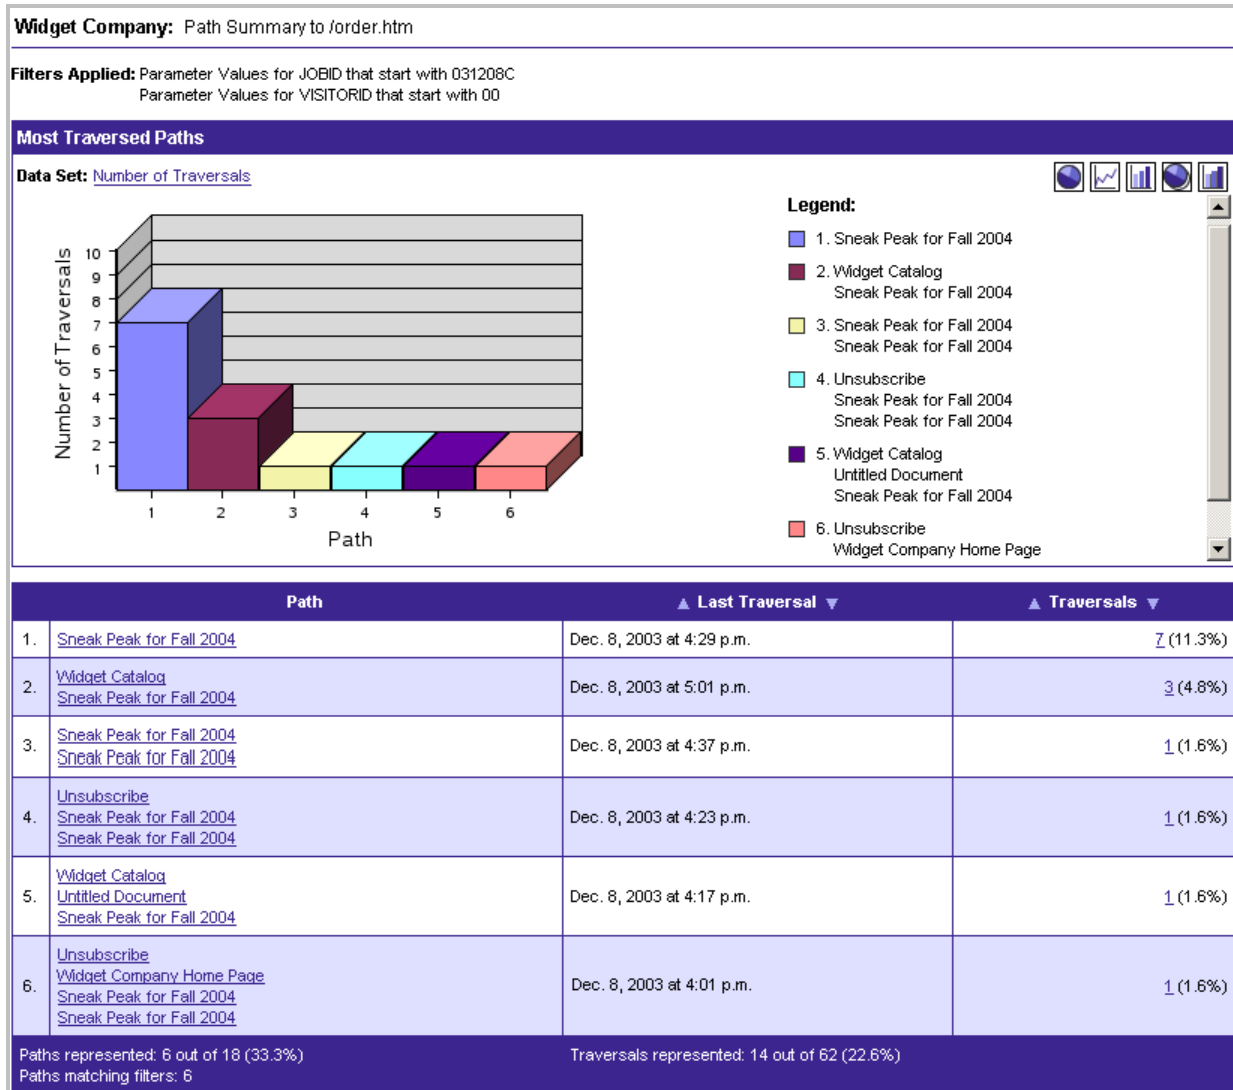 Widget Company: Path Summary to /order.htm
Filters Applied: Parameter Values for JOBID that start with 031208C
Parameter Values for VISITORID that start with 00
Most Traversed Paths
Data Set: Number of Traversals
Legend:
1. Sneak Peak for Fall 2004
2. Widget Catalog
Sneak Peak for Fall 2004
3. Sneak Peak for Fall 2004
Sneak Peak for Fall 2004
4. Unsubscribe
Sneak Peak for Fall 2004
Sneak Peak for Fall 2004
5. Widget Catalog
Untitled Document
Sneak Peak for Fall 2004
6. Unsubscribe
Widget Company Home Page
Number of Traversals
10
9
8
7
6
5
4
3
2
1
1 2 3 4 5 6
Path
Path Last Traversal Traversals
1. Sneak Peak for Fall 2004 Dec. 8, 2003 at 4:29 p.m. 7 (11.3%)
2. Widget Catalog
Sneak Peak for Fall 2004 Dec. 8, 2003 at 5:01 p.m. 3 (4.8%)
3. Sneak Peak for Fall 2004
Sneak Peak for Fall 2004 Dec. 8, 2003 at 4:37 p.m. 1 (1.6%)
4. Unsubscribe
Sneak Peak for Fall 2004
Sneak Peak for Fall 2004 Dec. 8, 2003 at 4:23 p.m. 1 (1.6%)
5. Widget Catalog
Untitled Document
Sneak Peak for Fall 2004 Dec. 8, 2003 at 4:17 p.m. 1 (1.6%)
6. Unsubscribe
Widget Company Home Page
Sneak Peak for Fall 2004
Sneak Peak for Fall 2004 Dec. 8, 2003 at 4:01 p.m. 1 (1.6%)
Paths represented: 6 out of 18 (33.3%) Traversals represented: 14 out of 62 (22.6%)
Paths matching filters: 6